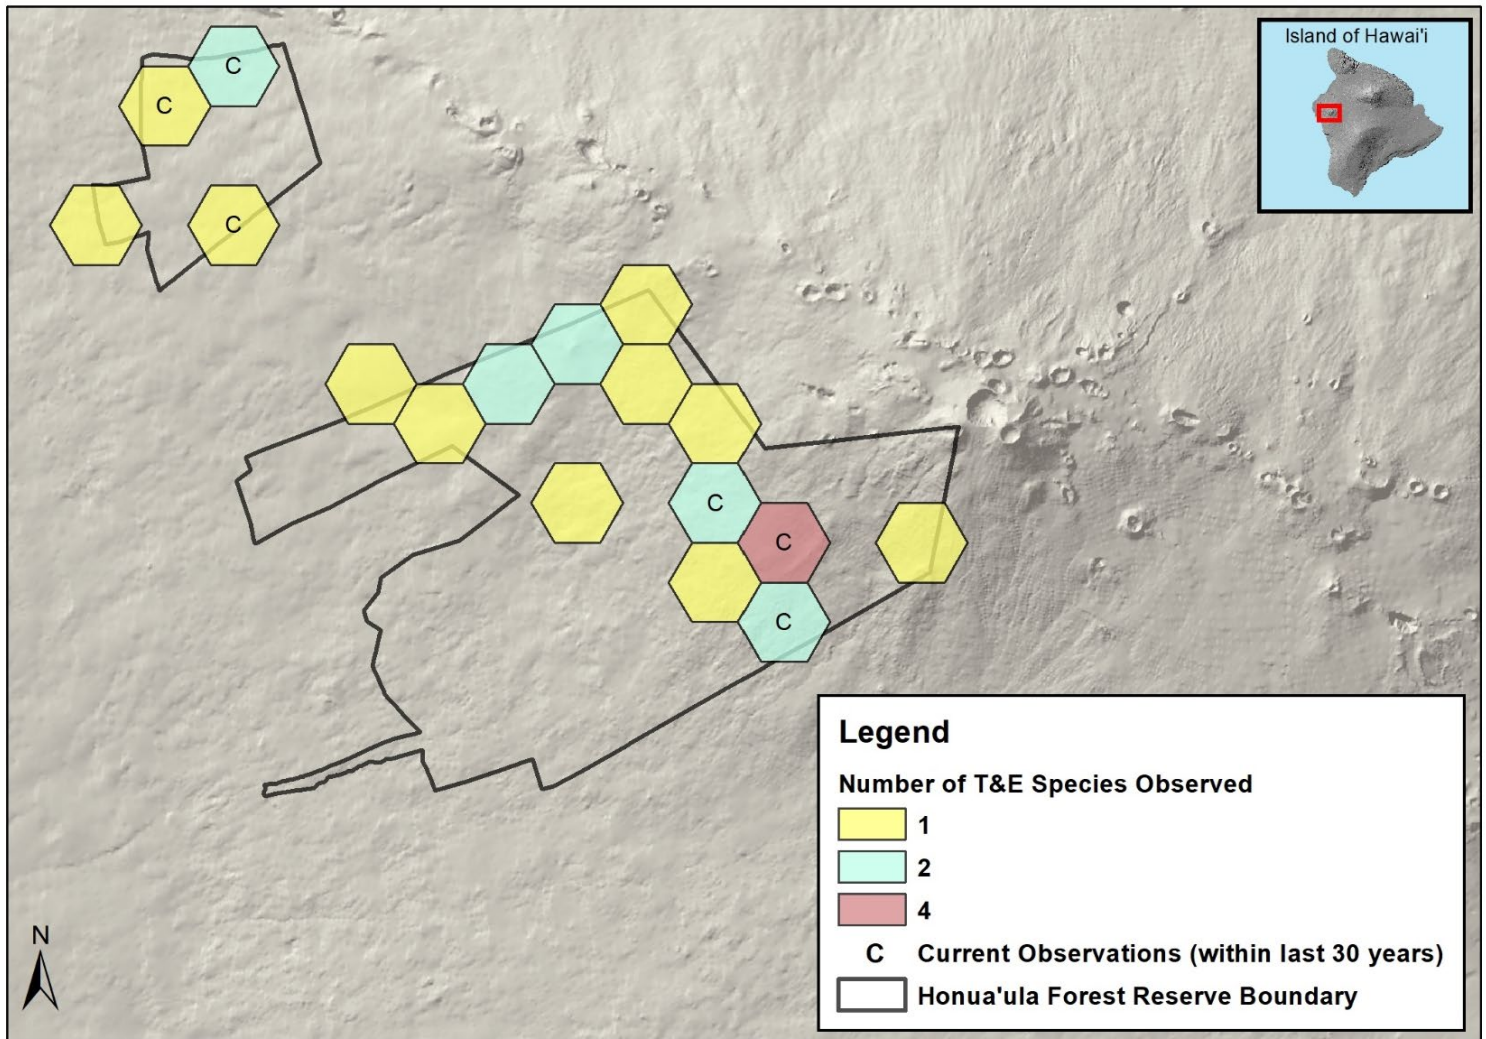 Island of Hawai'i
C
C
C
C
C
C
Legend
Number of T&E Species Observed
1
2
4
C Current Observations (within last 30 years)
Honua'ula Forest Reserve Boundary
N